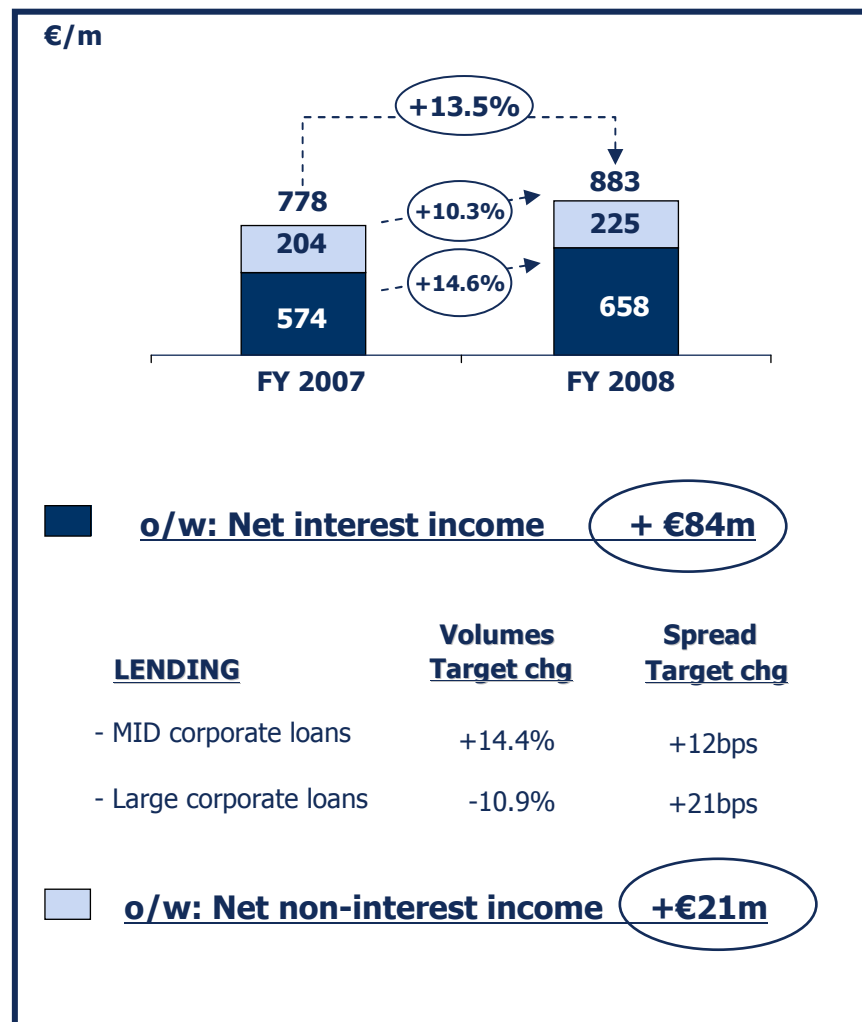 €/m
+13.5%
778
883
204
+10.3%
225
+14.6%
574
658
FY 2007
FY 2008
o/w: Net interest income + €84m
Volumes Spread
LENDING Target chg Target chg
- MID corporate loans +14.4% +12bps
- Large corporate loans -10.9% +21bps
o/w: Net non-interest income +€21m